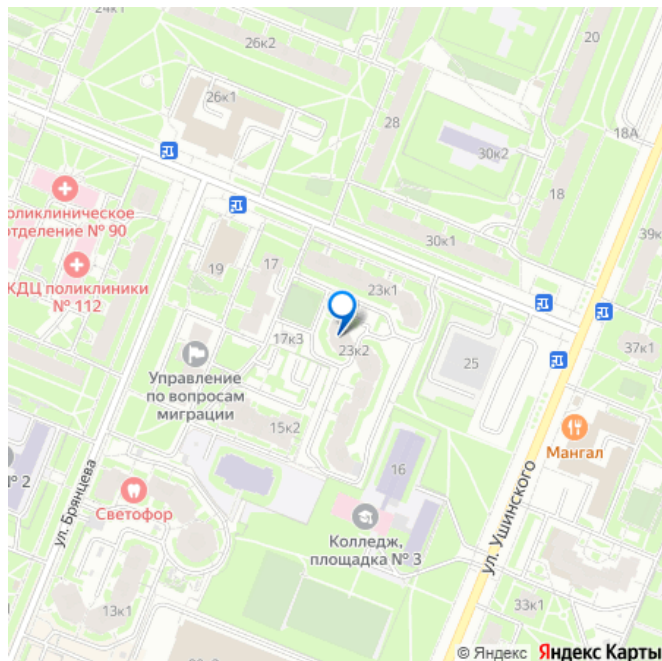 24к1
26к2
20
26к1
28
18А
30к2
18
поликлиническое
отделение № 90
39к
30к1
17
19
КДЦ поликлиники
№ 112
23к1
17к3
23к2
37к1
25
Управление
по вопросам
миграции
15к2
Мангал
№ 2
16
ул. Брянцева
Светофор
ул. Ушинского
Колледж,
площадка № 3
13к1
33к1
© Яндекс Яндекс Карты